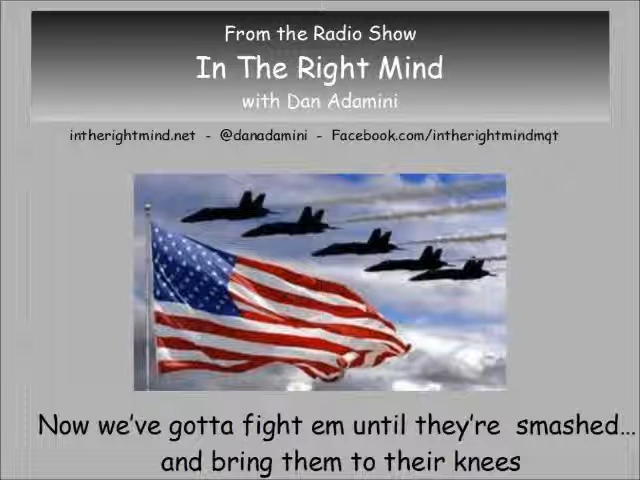 From the Radio Show
In The Right Mind
with Dan Adamini
intherightmind.net - @danadamini - Facebook.com/intherightmindmqt
Now we've gotta fight em until they're smashed…
and bring them to their knees